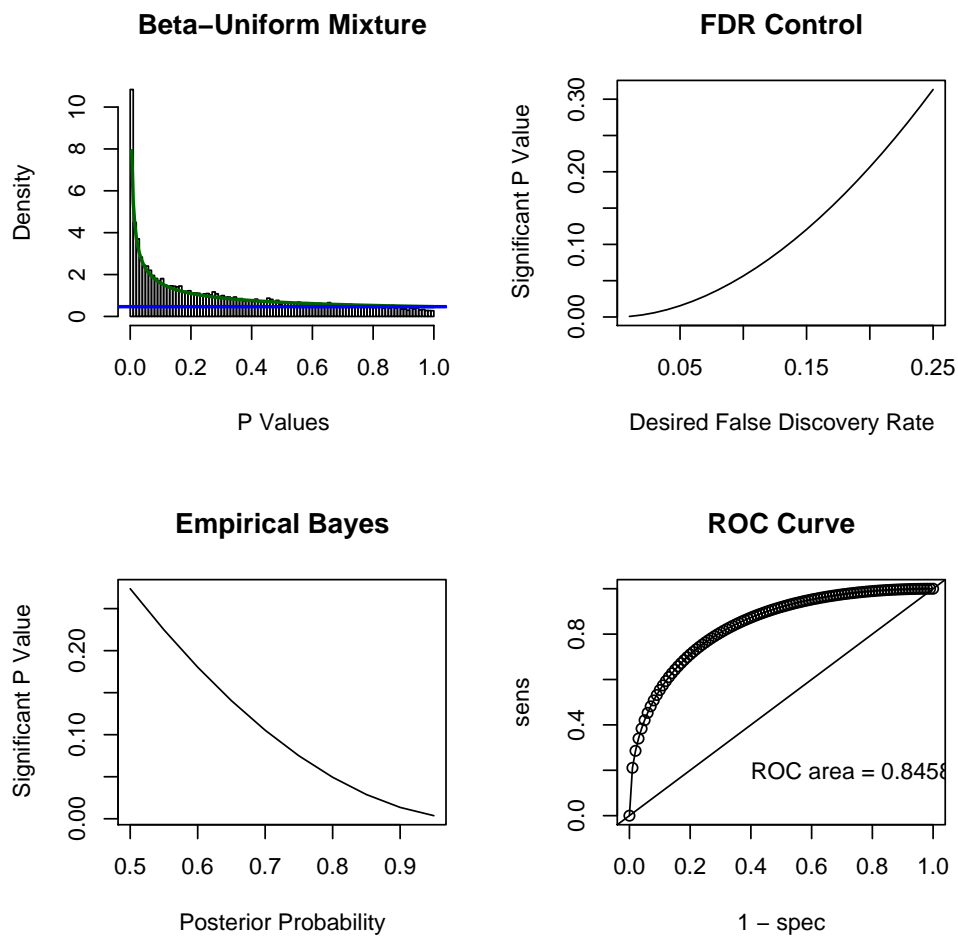 Beta−Uniform Mixture
Density
0 2 4 6 8 10
0.0 0.2 0.4 0.6 0.8 1.0
P Values
FDR Control
Significant P Value
0.00 0.10 0.20 0.30
0.05 0.15 0.25
Desired False Discovery Rate
Empirical Bayes
Significant P Value
0.00 0.10 0.20
0.5 0.6 0.7 0.8 0.9
Posterior Probability
ROC Curve
sens
0.0 0.4 0.8
ROC area = 0.8458
0.0 0.2 0.4 0.6 0.8 1.0
1 − spec